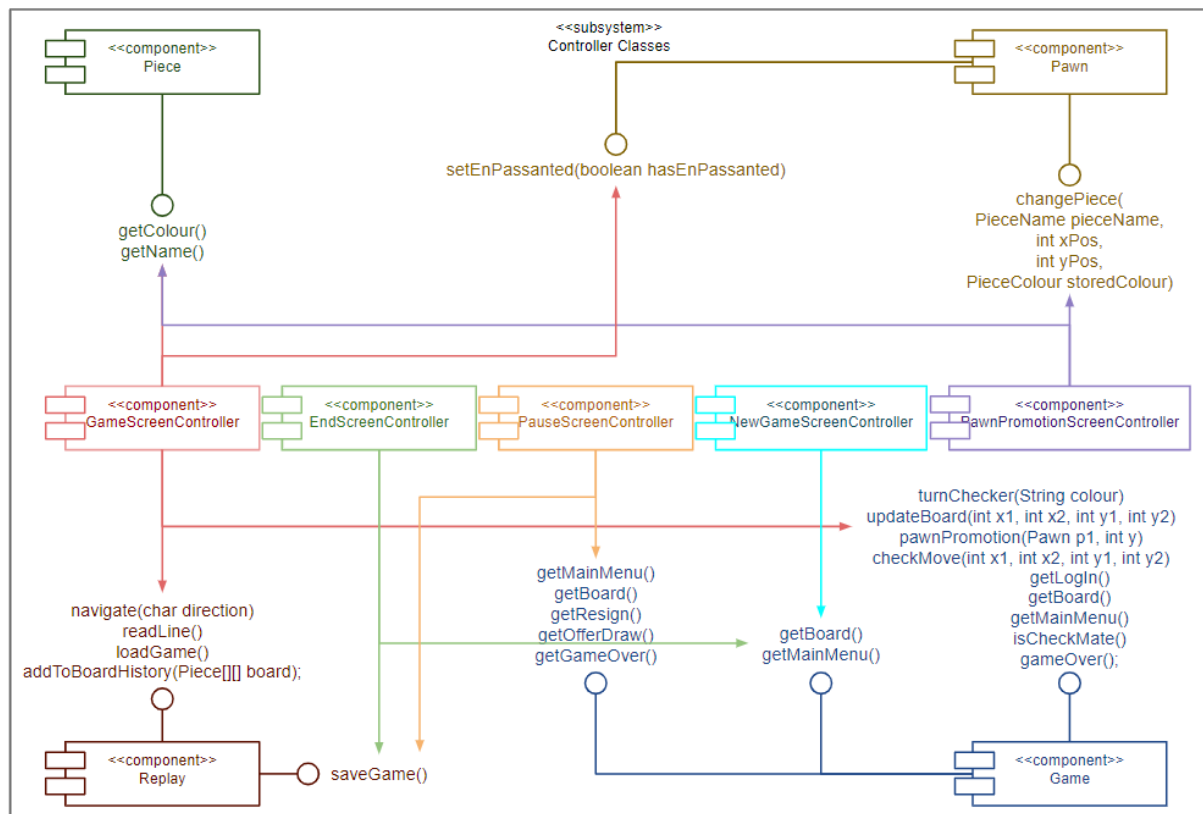 <<subsystem>>
Controller Classes
<<component>>
Piece
<<component>>
Pawn
setEnPassanted(boolean hasEnPassanted)
getColour()
getName()
changePiece(
PieceName pieceName,
int xPos,
int yPos,
PieceColour storedColour)
<<component>>
GameScreenController
<<component>>
EndScreenController
<<component>>
PauseScreenController
<<component>>
NewGameScreenController
<<component>>
PawnPromotionScreenController
navigate(char direction)
readLine()
loadGame()
addToBoardHistory(Piece[][] board);
getMainMenu()
getBoard()
getResign()
getOfferDraw()
getGameOver()
getBoard()
getMainMenu()
turnChecker(String colour)
updateBoard(int x1, int x2, int y1, int y2)
pawnPromotion(Pawn p1, int y)
checkMove(int x1, int x2, int y1, int y2)
getLogIn()
getBoard()
getMainMenu()
isCheckMate()
gameOver();
<<component>>
Replay
saveGame()
<<component>>
Game